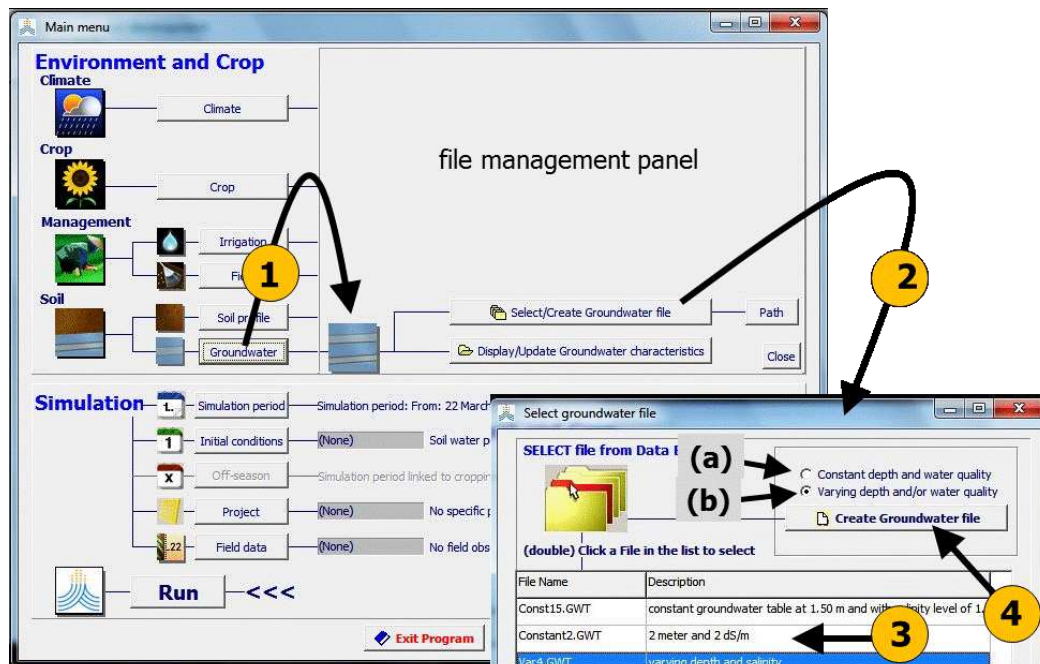 Main menu
Environment and Crop
Climate
Climate
Crop
Crop
file management panel
Management
Irrigation
1
2
Soil
Soil profile
Select/Create Groundwater file
Path
Groundwater
Display/Update Groundwater characteristics
Close
Simulation
1..
Simulation period
Simulation period: From: 22 March
1
Initial conditions
(None)
Soil water
X
Off-season
Simulation period linked to
Project
(None)
No specific
.22
Field data
(None)
No field
Run
<<<
Exit Program
Select groundwater file
SELECT file from Data
(a)
Constant depth and water quality
(b)
Varying depth and/or water quality
Create Groundwater file
(double) Click a File in the list to select
File Name
Description
Const15.GWT
constant groundwater table at 1.50 m and with salinity level of 1.
4
Constant2.GWT
2 meter and 2 dS/m
3
Var4.GWT
varying depth and salinity